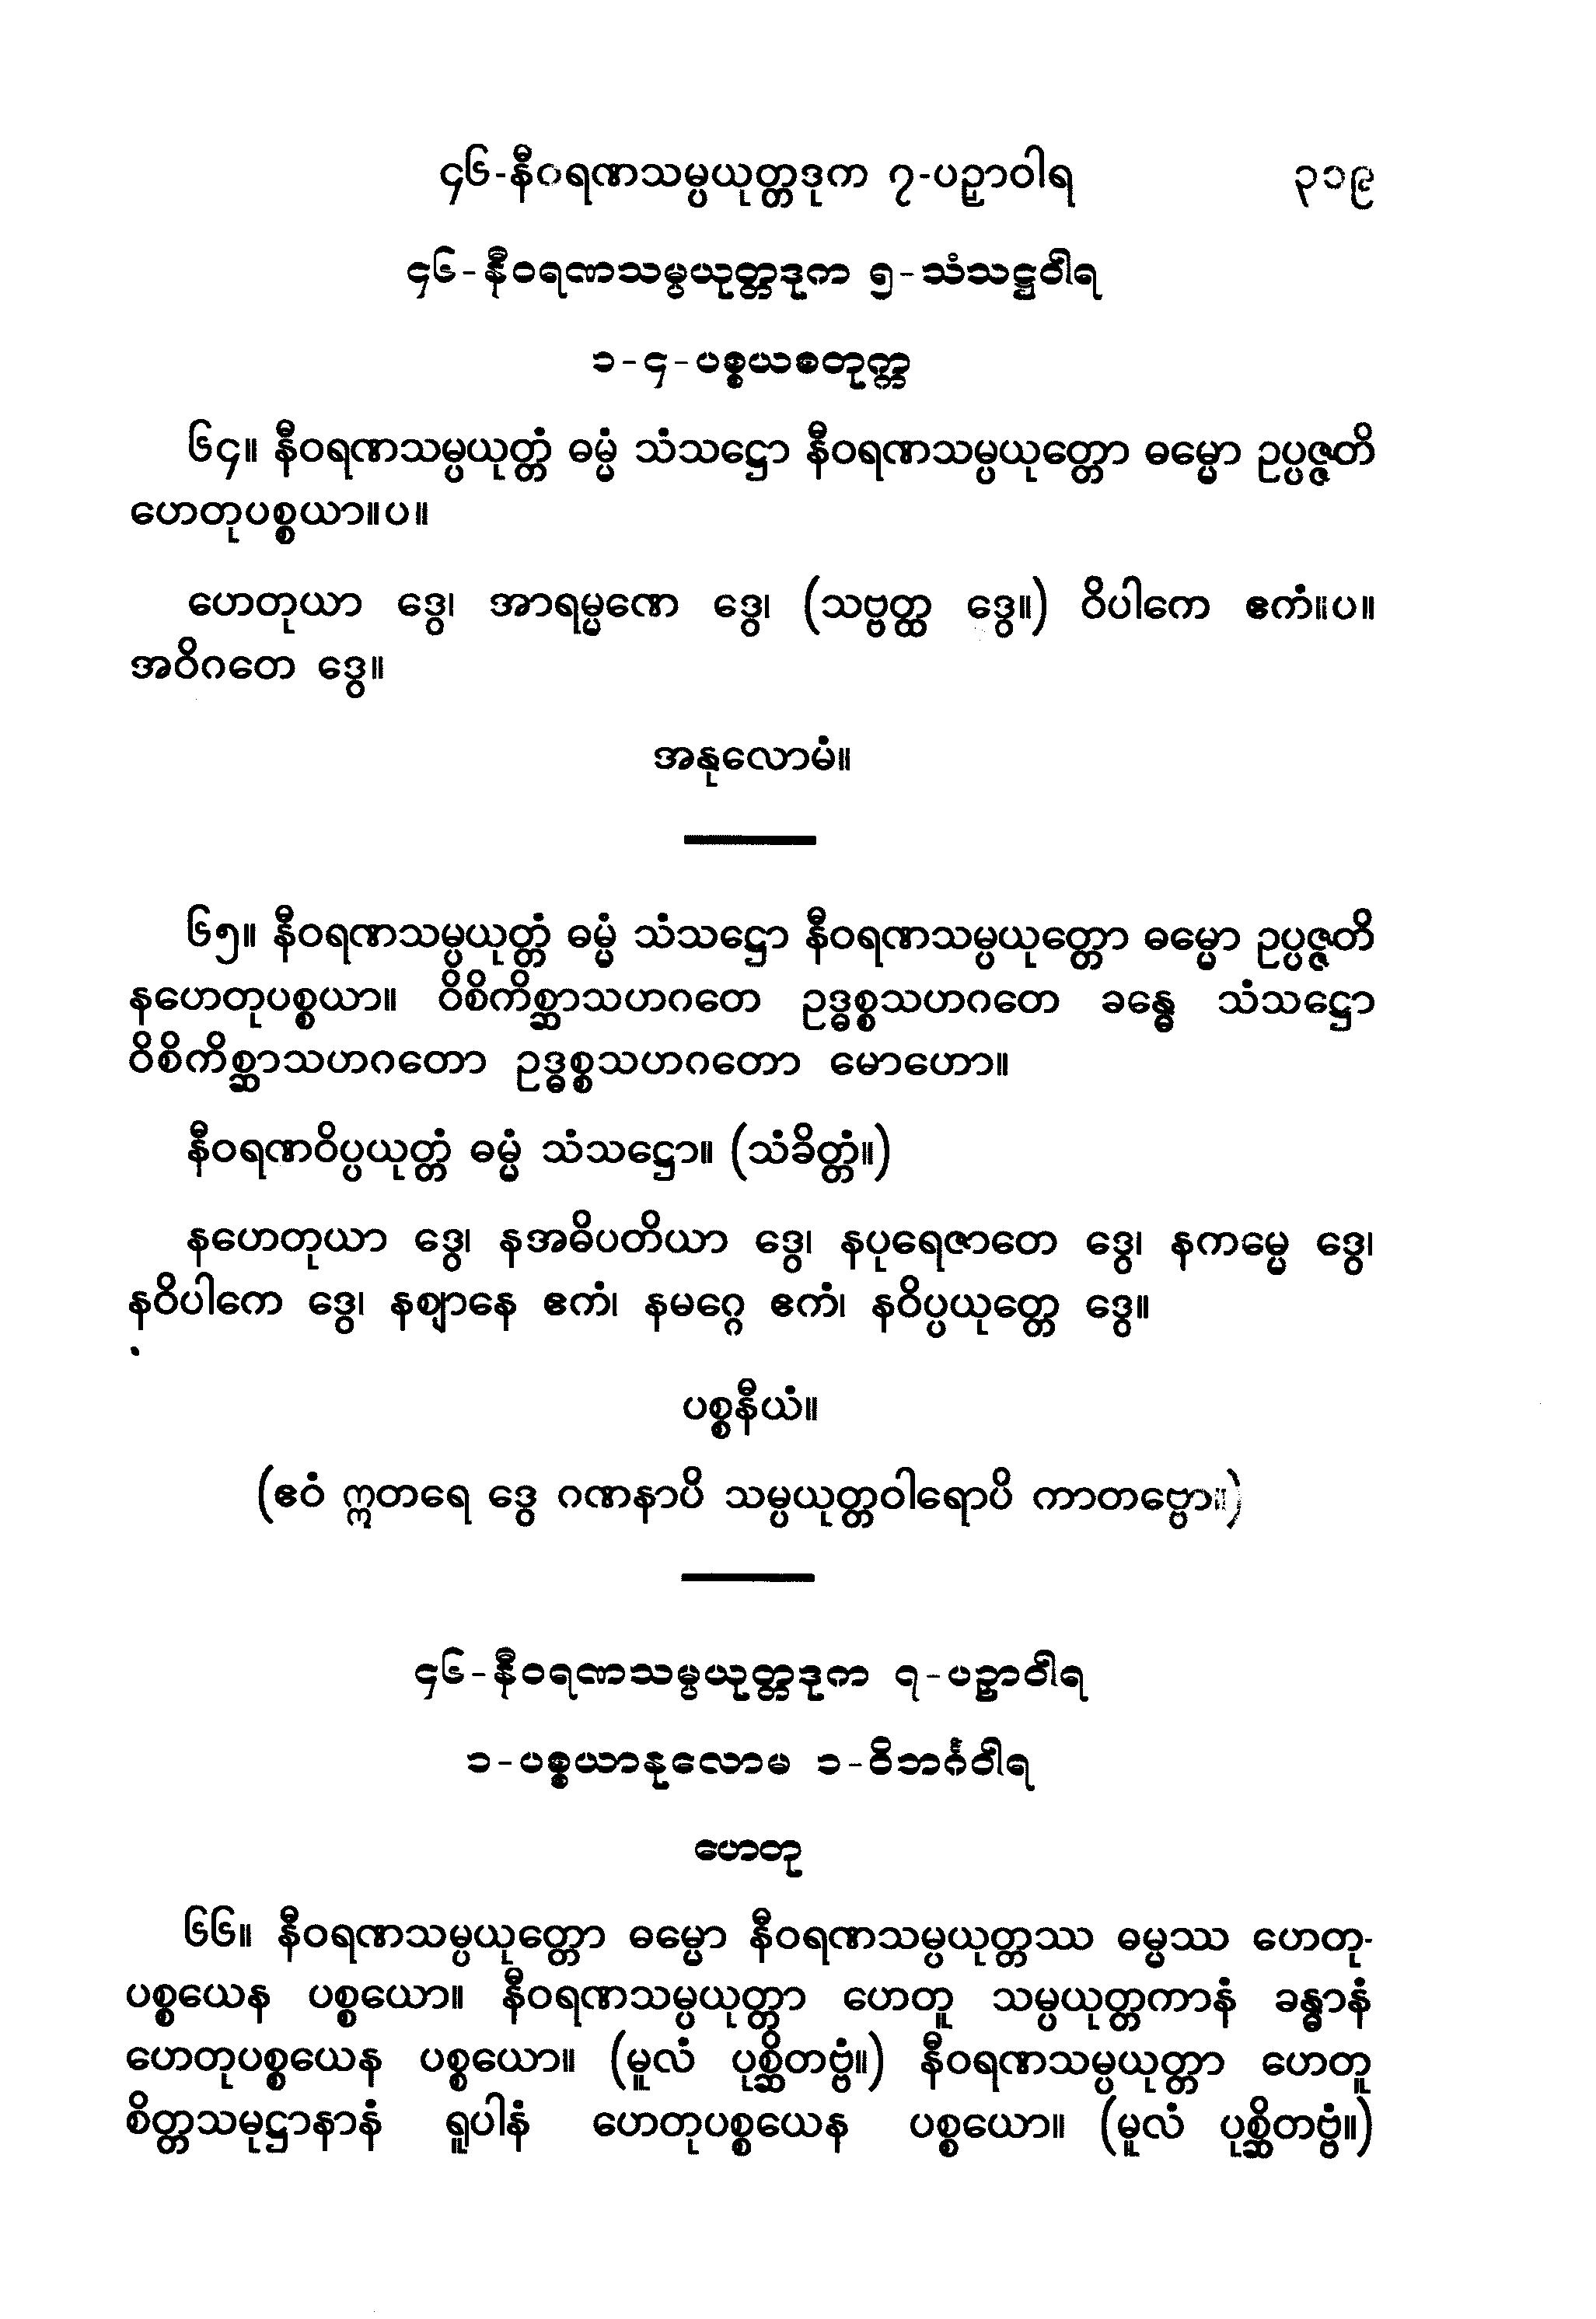 ၄၆-နီဝရဏသမ္ပယုတ္တဒုက ၇-ပဉှာဝါရ ၃၁၉
၄၆-နီဝရဏသမ္ပယုတ္တဒုက ၅-သံသဋ္ဌဝါရ
၁-၄-ပစ္စယစတုက္က
၆၄။ နီဝရဏသမ္ပယုတ္တံ ဓမ္မံ သံသဋ္ဌော နီဝရဏသမ္ပယုတ္တော ဓမ္မော ဥပ္ပဇ္ဇတိ
ဟေတုပစ္စယာ။ပ။
ဟေတုယာ ဒွေ၊ အာရမ္မဏေ ဒွေ၊ (သဗ္ဗတ္ထ ဒွေ။) ဝိပါကေ ဧကံ။ပ။
အဝိဂတေ ဒွေ။
အနုလောမံ။
၆၅။ နီဝရဏသမ္ပယုတ္တံ ဓမ္မံ သံသဋ္ဌော နီဝရဏသမ္ပယုတ္တော ဓမ္မော ဥပ္ပဇ္ဇတိ
နဟေတုပစ္စယာ။ ဝိစိကိစ္ဆာသဟဂတေ ဥဒ္ဓစ္စသဟဂတေ ခန္ဓေ သံသဋ္ဌော
ဝိစိကိစ္ဆာသဟဂတော ဥဒ္ဓစ္စသဟဂတော မောဟော။
နီဝရဏဝိပ္ပယုတ္တံ ဓမ္မံ သံသဋ္ဌော။ (သံခိတ္တံ။)
နဟေတုယာ ဒွေ၊ နအဓိပတိယာ ဒွေ၊ နပုရေဇာတေ ဒွေ၊ နကမ္မေ ဒွေ၊
နဝိပါကေ ဒွေ၊ နဈာနေ ဧကံ၊ နမဂ္ဂေ ဧကံ၊ နဝိပ္ပယုတ္တေ ဒွေ။
ပစ္စနီယံ။
(ဧဝံ ဣတရေ ဒွေ ဂဏနာပိ သမ္ပယုတ္တဝါရောပိ ကာတဗ္ဗော။)
၄၆-နီဝရဏသမ္ပယုတ္တဒုက ၇-ပဉှာဝါရ
၁-ပစ္စယာနုလောမ ၁-ဝိဘင်္ဂဝါရ
ဟေတု
၆၆။ နီဝရဏသမ္ပယုတ္တော ဓမ္မော နီဝရဏသမ္ပယုတ္တဿ ဓမ္မဿ ဟေတု-
ပစ္စယေန ပစ္စယော။ နီဝရဏသမ္ပယုတ္တာ ဟေတူ သမ္ပယုတ္တကာနံ ခန္ဓာနံ
ဟေတုပစ္စယေန ပစ္စယော။ (မူလံ ပုစ္ဆိတဗ္ဗံ။) နီဝရဏသမ္ပယုတ္တာ ဟေတူ
စိတ္တသမုဋ္ဌာနာနံ ရူပါနံ ဟေတုပစ္စယေန ပစ္စယော။ (မူလံ ပုစ္ဆိတဗ္ဗံ။)